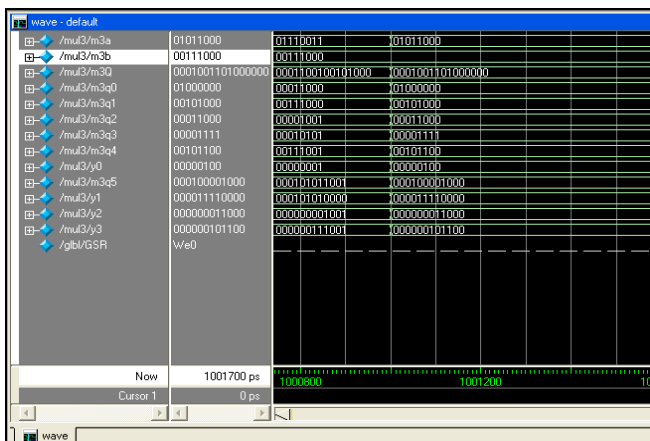 wave - default
/mul3/m3a 01011000 01110011 01011000
/mul3/m3b 00111000 00111000
/mul3/m3Q 0001001101000000 0001100100101000 0001001101000000
/mul3/m3q0 01000000 00011000 01000000
/mul3/m3q1 00101000 00111000 00101000
/mul3/m3q2 00011000 00001001 00011000
/mul3/m3q3 00001111 00010101 00001111
/mul3/m3q4 00101100 00111001 00101100
/mul3/y0 00000100 00000001 00000100
/mul3/m3q5 000100001000 000101011001 000100001000
/mul3/y1 000011110000 000101010000 000011110000
/mul3/y2 000000011000 000000001001 000000011000
/mul3/y3 000000101100 000000111001 000000101100
/glbl/GSR We0
Now 1001700 ps 1000800 1001200 10
Cursor 1 0 ps
wave